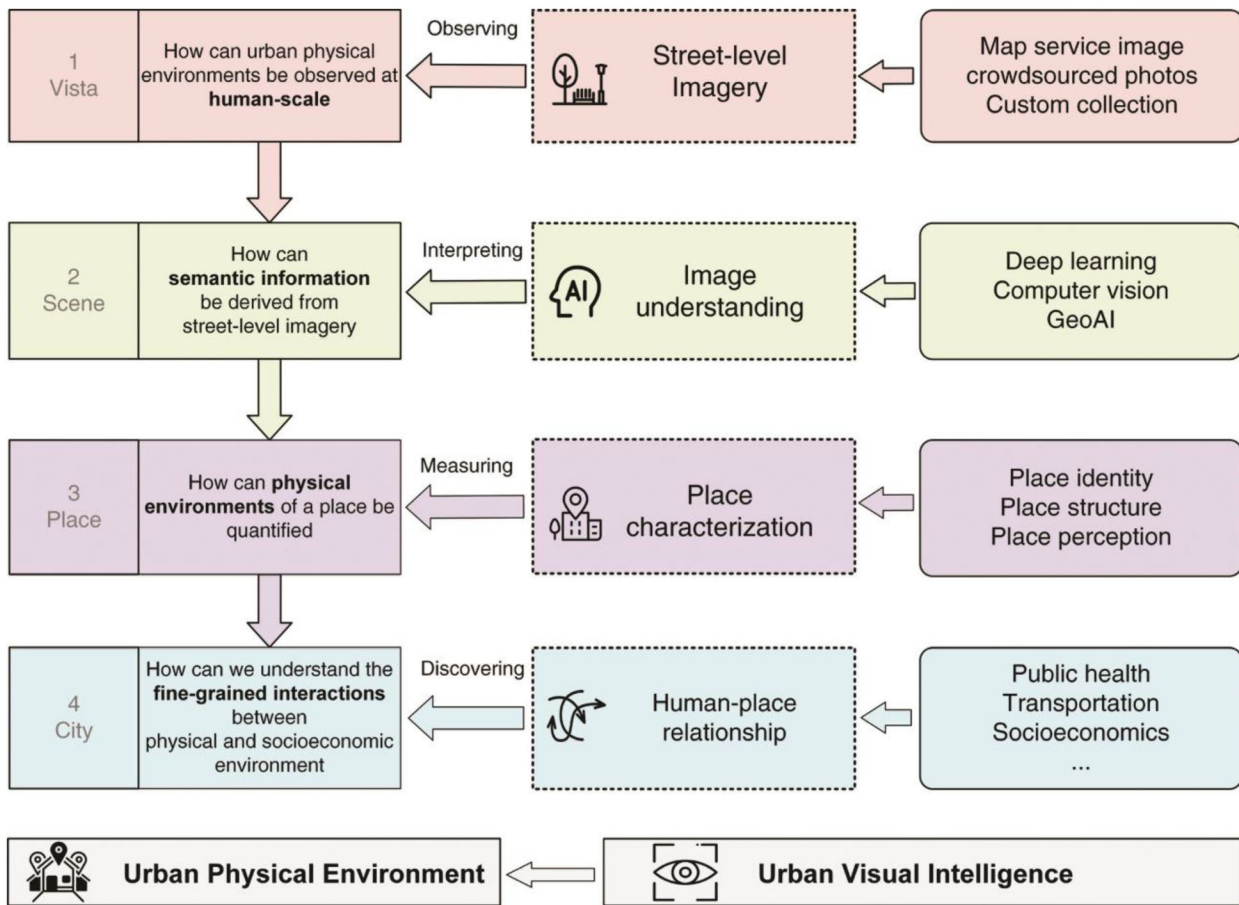 1
Vista
How can urban physical
environments be observed at
human-scale
Observing
Street-level
Imagery
Map service image
crowdsourced photos
Custom collection
2
Scene
How can
semantic information
be derived from
street-level imagery
Interpreting
AI
Image
understanding
Deep learning
Computer vision
GeoAI
3
Place
How can physical
environments of a place be
quantified
Measuring
Place
characterization
Place identity
Place structure
Place perception
4
City
How can we understand the
fine-grained interactions
between
physical and socioeconomic
environment
Discovering
Human-place
relationship
Public health
Transportation
Socioeconomics
...
Urban Physical Environment
Urban Visual Intelligence